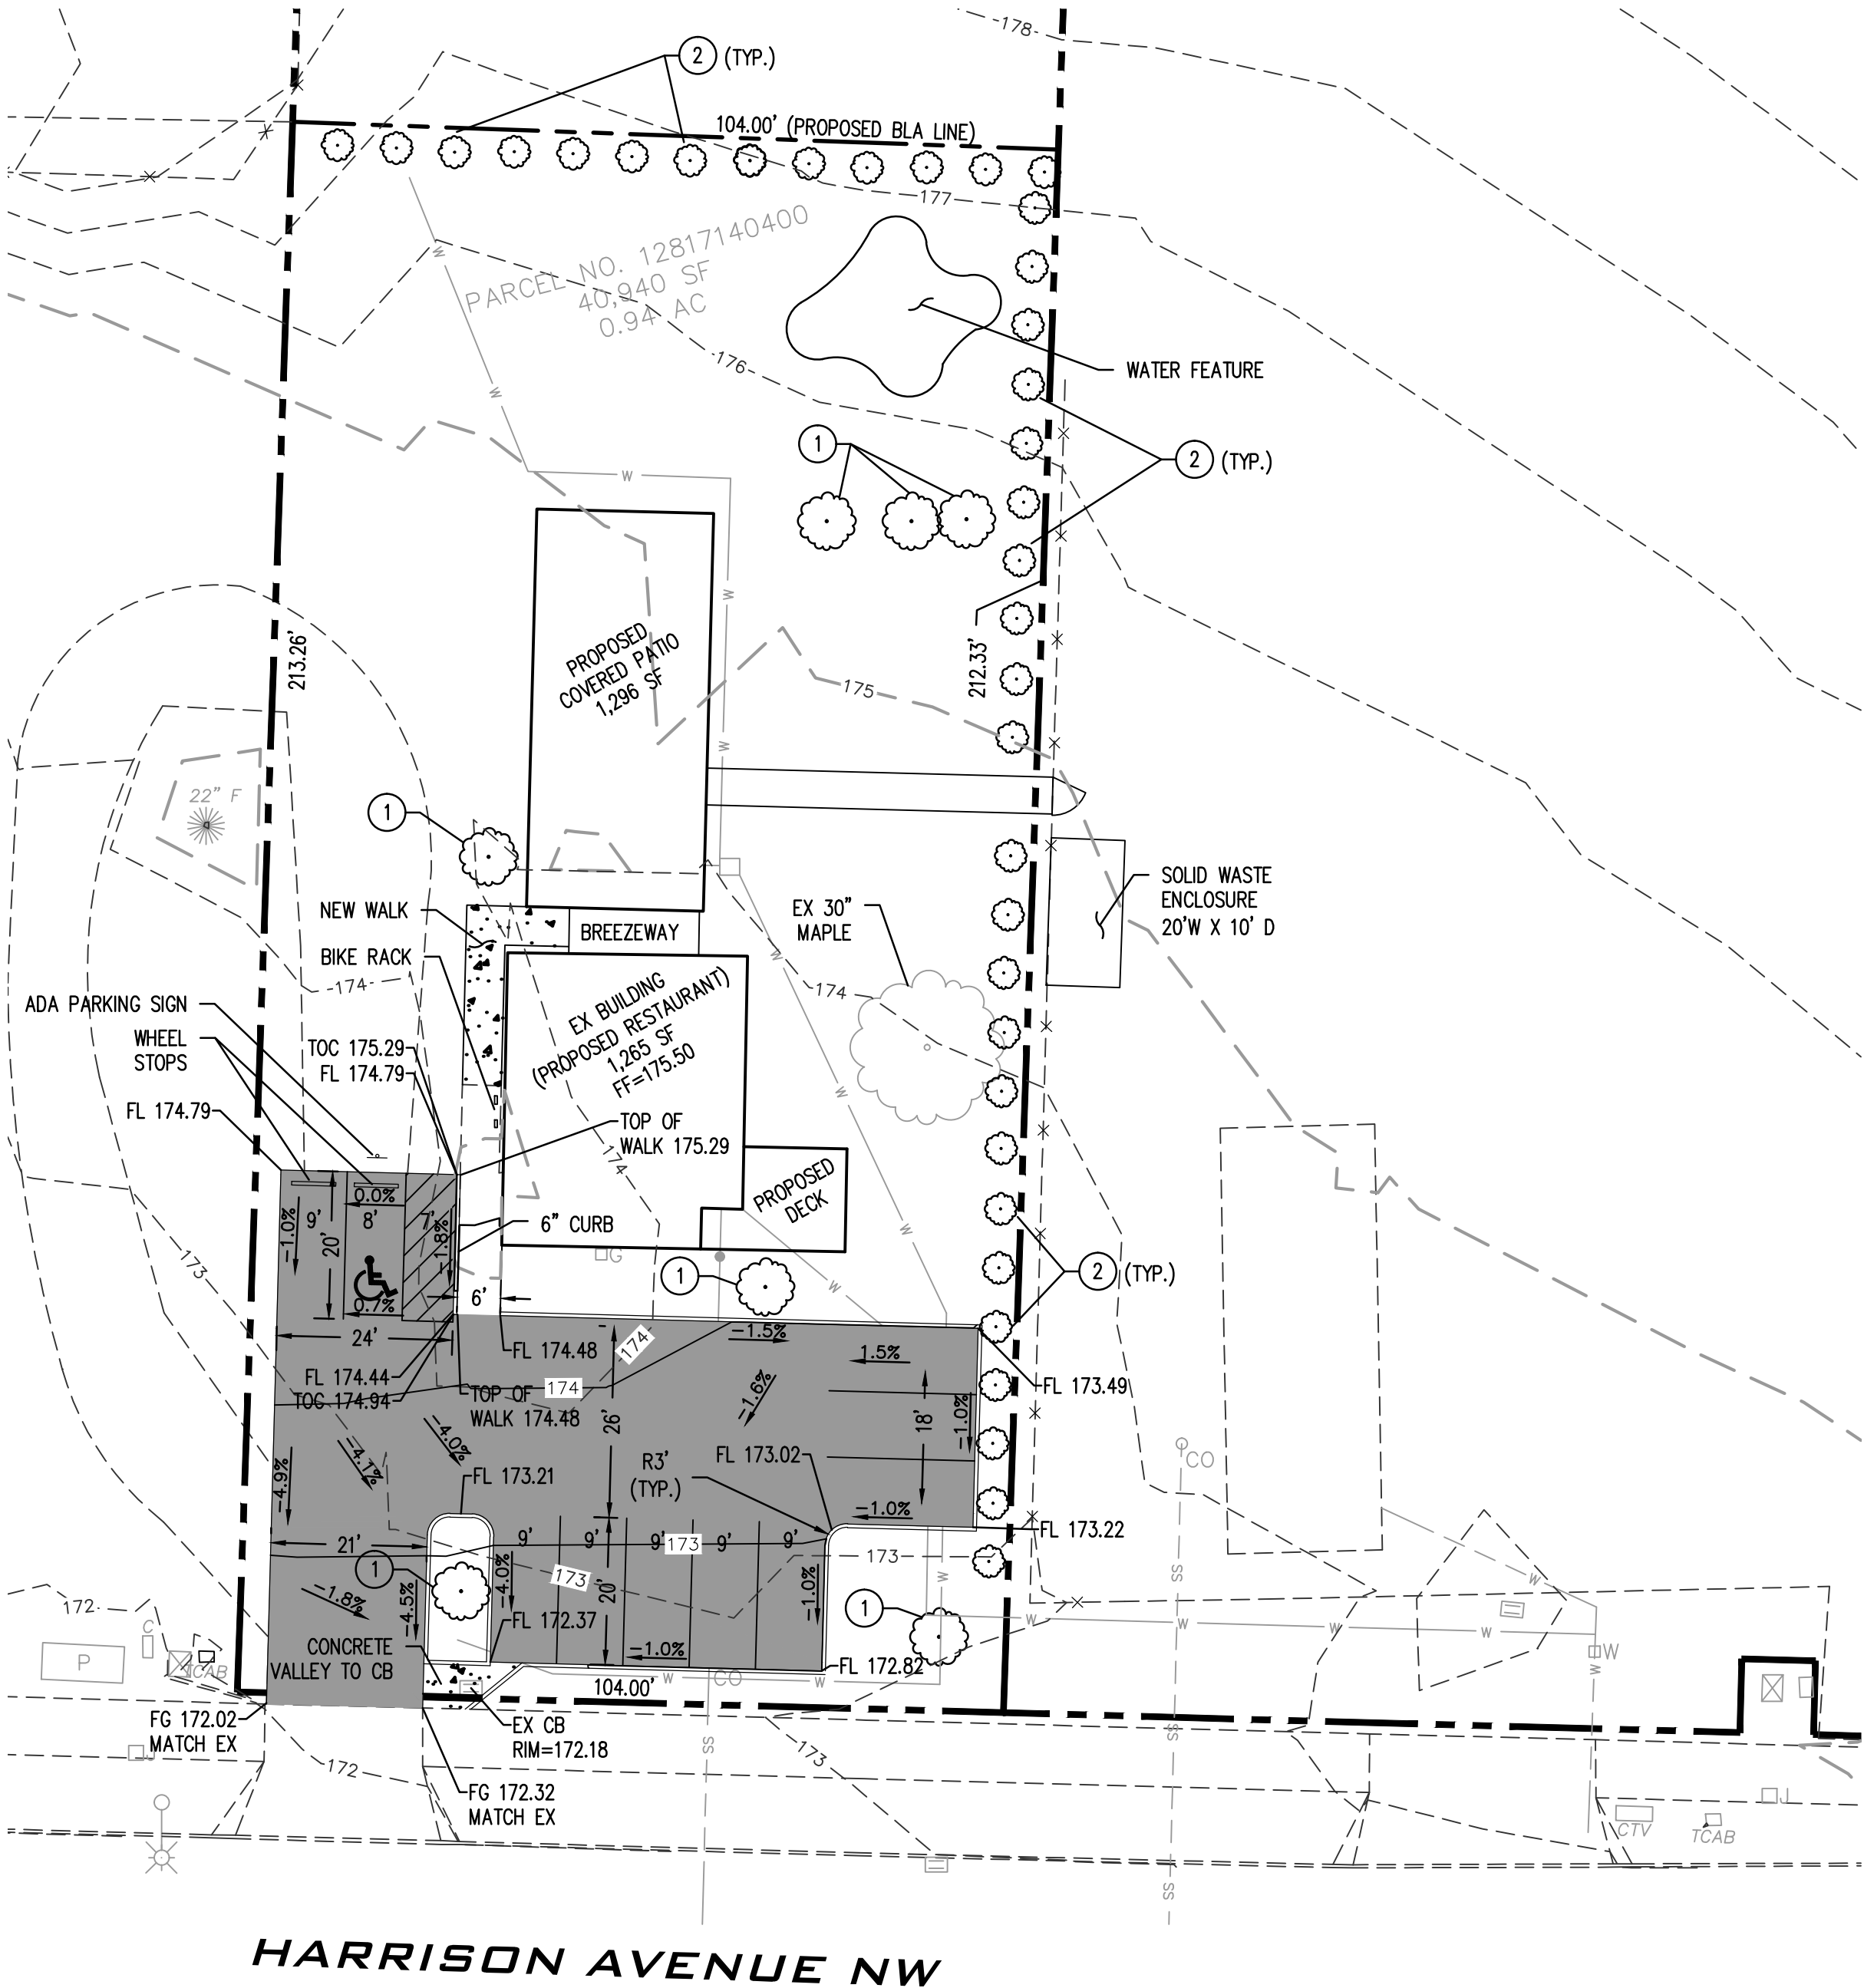 178
2 (TYP.)
104.00' (PROPOSED BLA LINE)
177
W
PARCEL NO. 12817140400
40,940 SF
0.94 AC
176
WATER FEATURE
1
2 (TYP.)
W
W
W
PROPOSED
COVERED PATIO
1,296 SF
213.26'
212.33'
175
W
22" F
1
NEW WALK
BREEZEWAY
BIKE RACK
EX 30"
MAPLE
SOLID WASTE
ENCLOSURE
20'W X 10' D
W
174
174
ADA PARKING SIGN
WHEEL
STOPS
TOC 175.29
FL 174.79
FL 174.79
EX BUILDING
(PROPOSED RESTAURANT)
1,265 SF
FF=175.50
W
TOP OF
WALK 175.29
174
PROPOSED
DECK
0.0%
9'
8'
7'
-1.0%
20'
-1.8%
6" CURB
G
W
173
0.7%
6'
1
W
2 (TYP.)
24'
FL 174.48
174
-1.5%
1.5%
FL 174.44
TOC 174.94
TOP OF
WALK 174.48
174
26'
-1.6%
18'
-1.0%
FL 173.49
-4.0%
-4.1%
-4.9%
R3'
(TYP.)
FL 173.02
FL 173.21
CO
-1.0%
FL 173.22
21'
9'
9'
9'
9'
9'
173
173
173
1
-1.8%
-4.5%
-4.0%
20'
-1.0%
1
SS
W
W
172
C
P
TCAB
CONCRETE
VALLEY TO CB
FL 172.37
-1.0%
FL 172.82
W
W
W
W
W
W
W
104.00'
CO
FG 172.02
MATCH EX
EX CB
RIM=172.18
J
172
SS
173
SS
FG 172.32
MATCH EX
J
CTV
TCAB
SS
HARRISON AVENUE NW